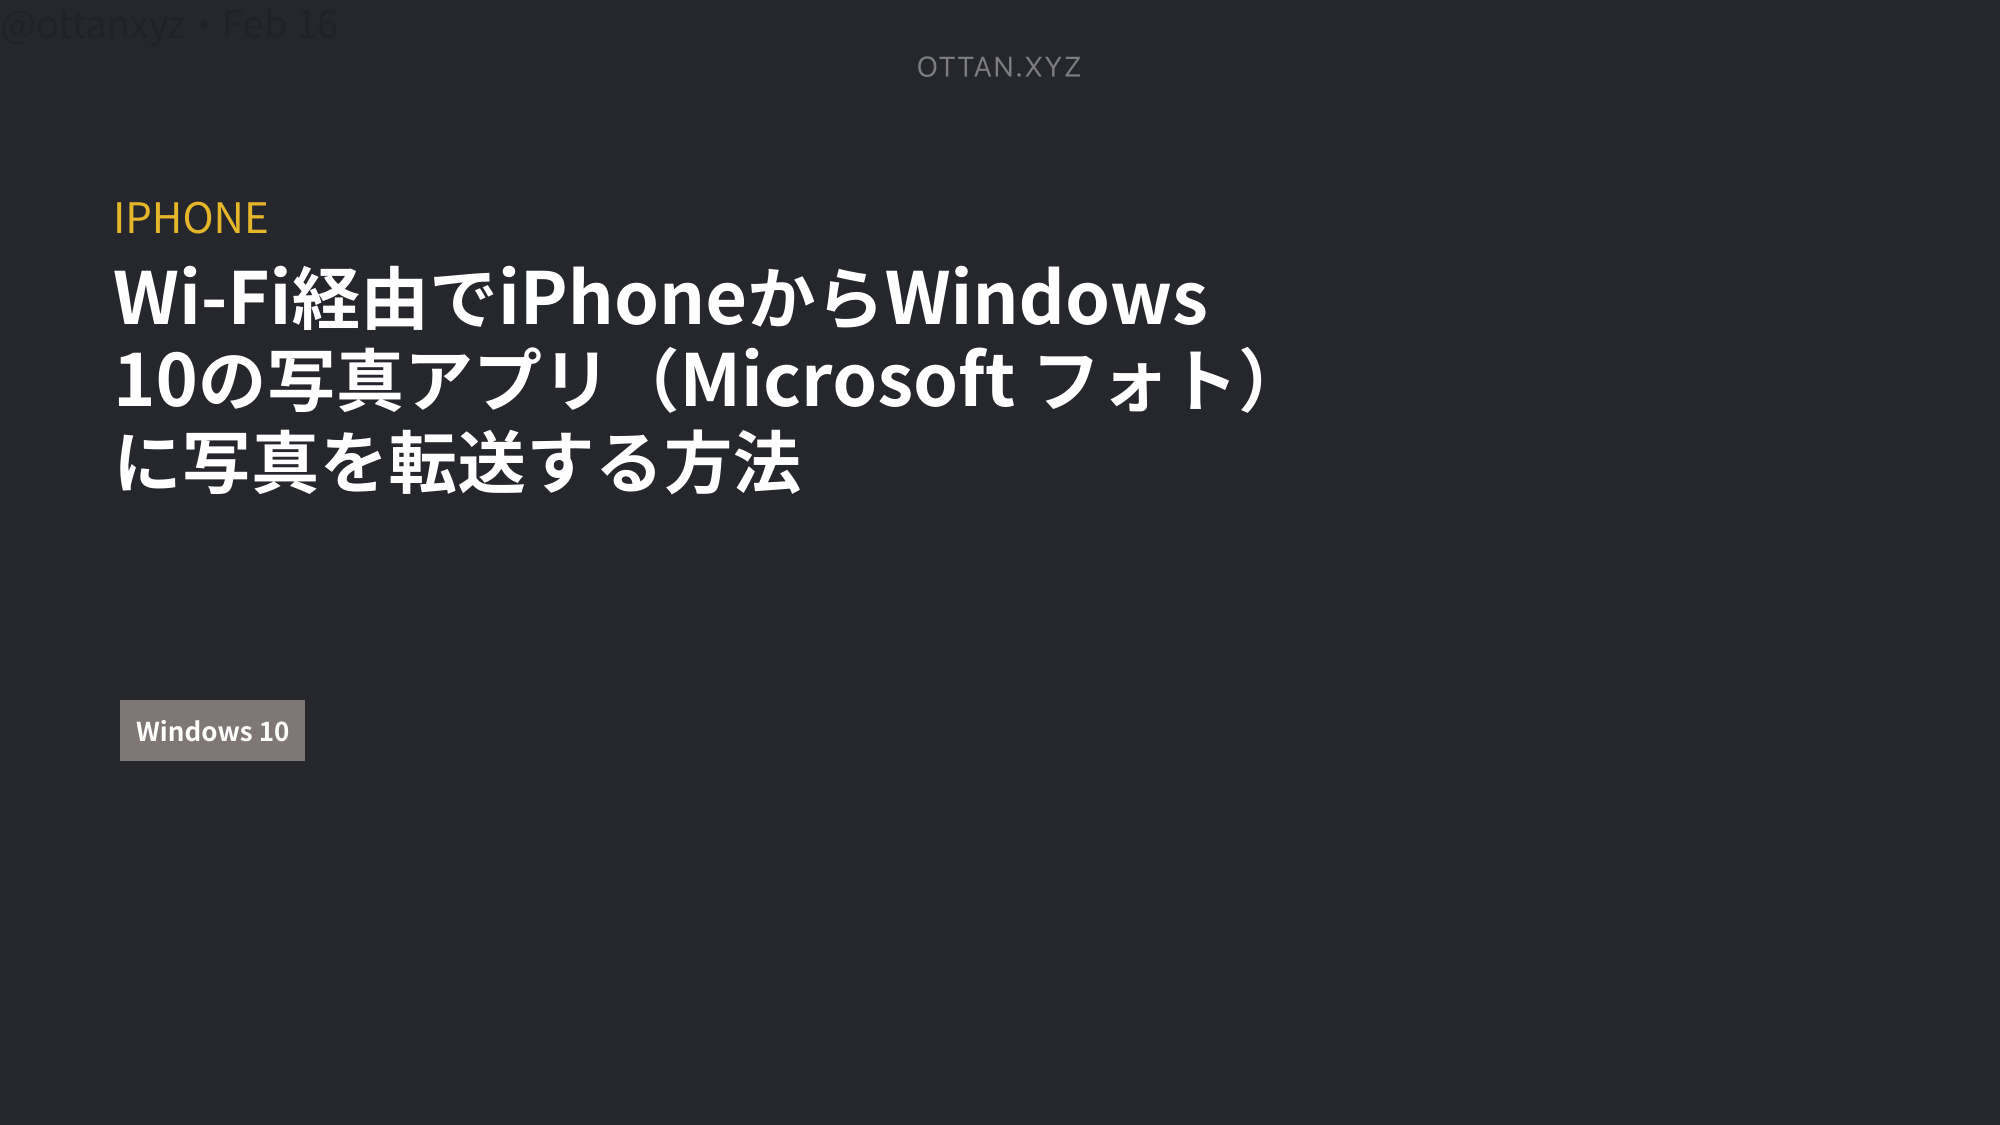 @ottanxyz・Feb 16
OTTAN.XYZ
IPHONE
Wi-Fi経由でiPhoneからWindows
10の写真アプリ（Microsoft フォト）
に写真を転送する方法
Windows 10